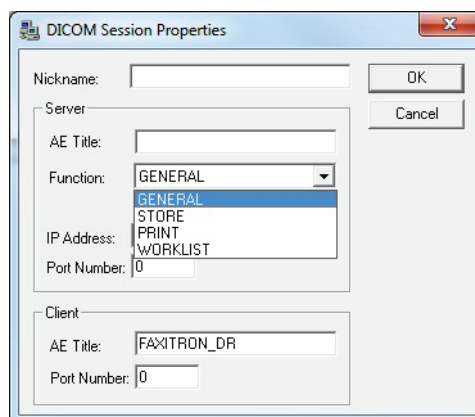 DICOM Session Properties
Nickname:
OK
Cancel
Server
AE Title:
Function: GENERAL
GENERAL
STORE
PRINT
WORKLIST
IP Address:
Port Number: 0
Client
AE Title: FAXITRON_DR
Port Number: 0